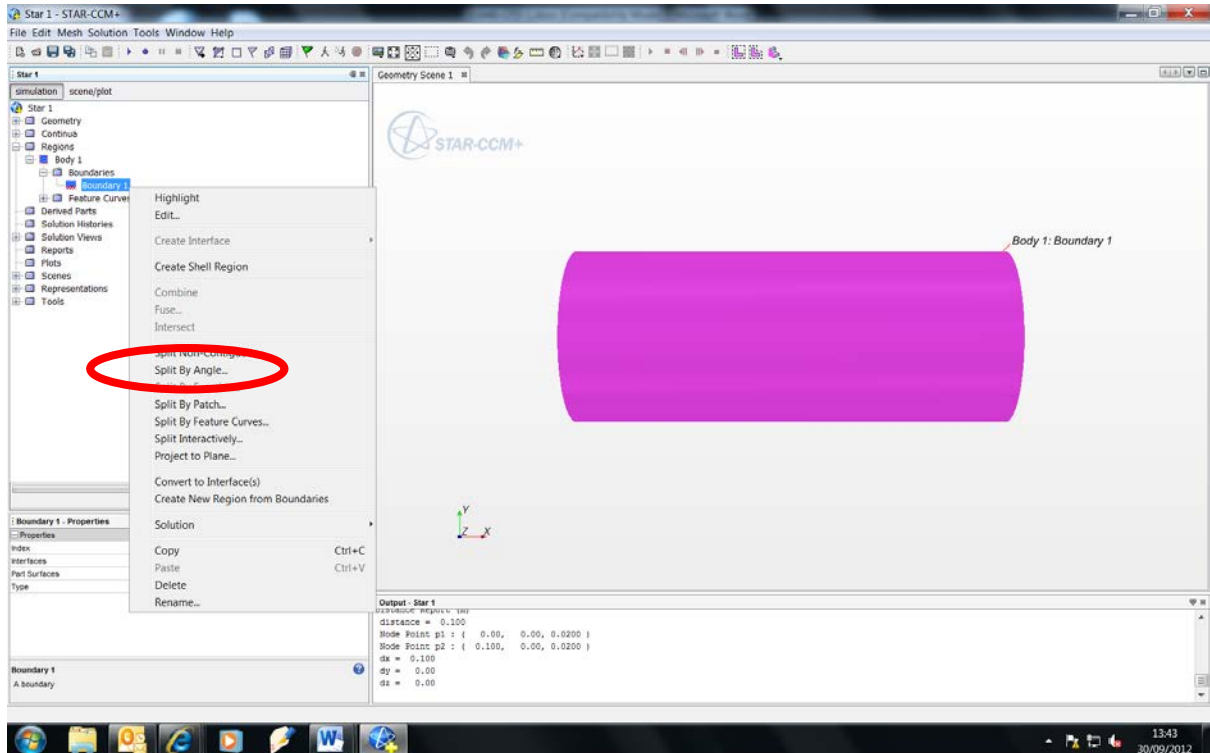 Star 1 - STAR-CCM+
File Edit Mesh Solution Tools Window Help
Star 1
simulation scene/plot
Star 1
Geometry
Continua
Regions
Body 1
Boundaries
Boundary 1
Feature Curves
Derived Parts
Solution Histories
Solution Views
Reports
Plots
Scenes
Representations
Tools
Highlight
Edit...
Create Interface
Create Shell Region
Combine
Fuse...
Intersect
Split By Angle...
Split By Patch...
Split By Feature Curves...
Split Interactively...
Project to Plane...
Convert to Interface(s)
Create New Region from Boundaries
Solution
Copy Ctrl+C
Paste Ctrl+V
Delete
Rename...
Boundary 1 - Properties
Properties
Index
Interfaces
Part Surfaces
Type
Boundary 1
A boundary
Geometry Scene 1
STAR-CCM+
Body 1: Boundary 1
Y
Z X
Output - Star 1
Distance Report (m)
distance = 0.100
Node Point p1 : ( 0.00, 0.00, 0.0200 )
Node Point p2 : ( 0.100, 0.00, 0.0200 )
dx = 0.100
dy = 0.00
dz = 0.00
13:43
30/09/2012